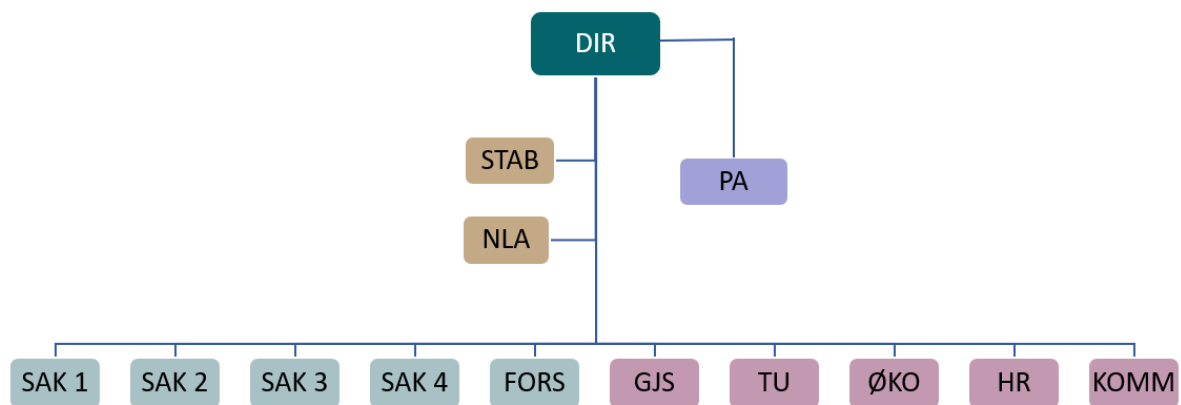 DIR
STAB
PA
NLA
SAK 1
SAK 2
SAK 3
SAK 4
FORS
GJS
TU
ØKO
HR
KOMM